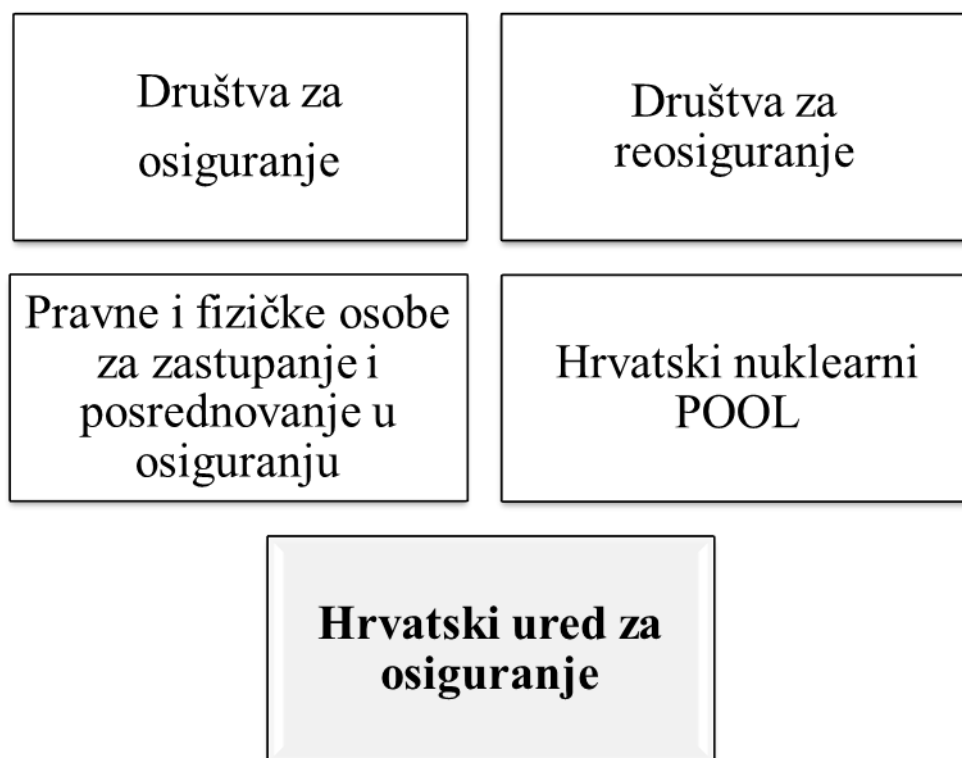 Društva za
osiguranje
Društva za
reosiguranje
Pravne i fizičke osobe
za zastupanje i
posrednovanje u
osiguranju
Hrvatski nuklearni
POOL
Hrvatski ured za
osiguranje